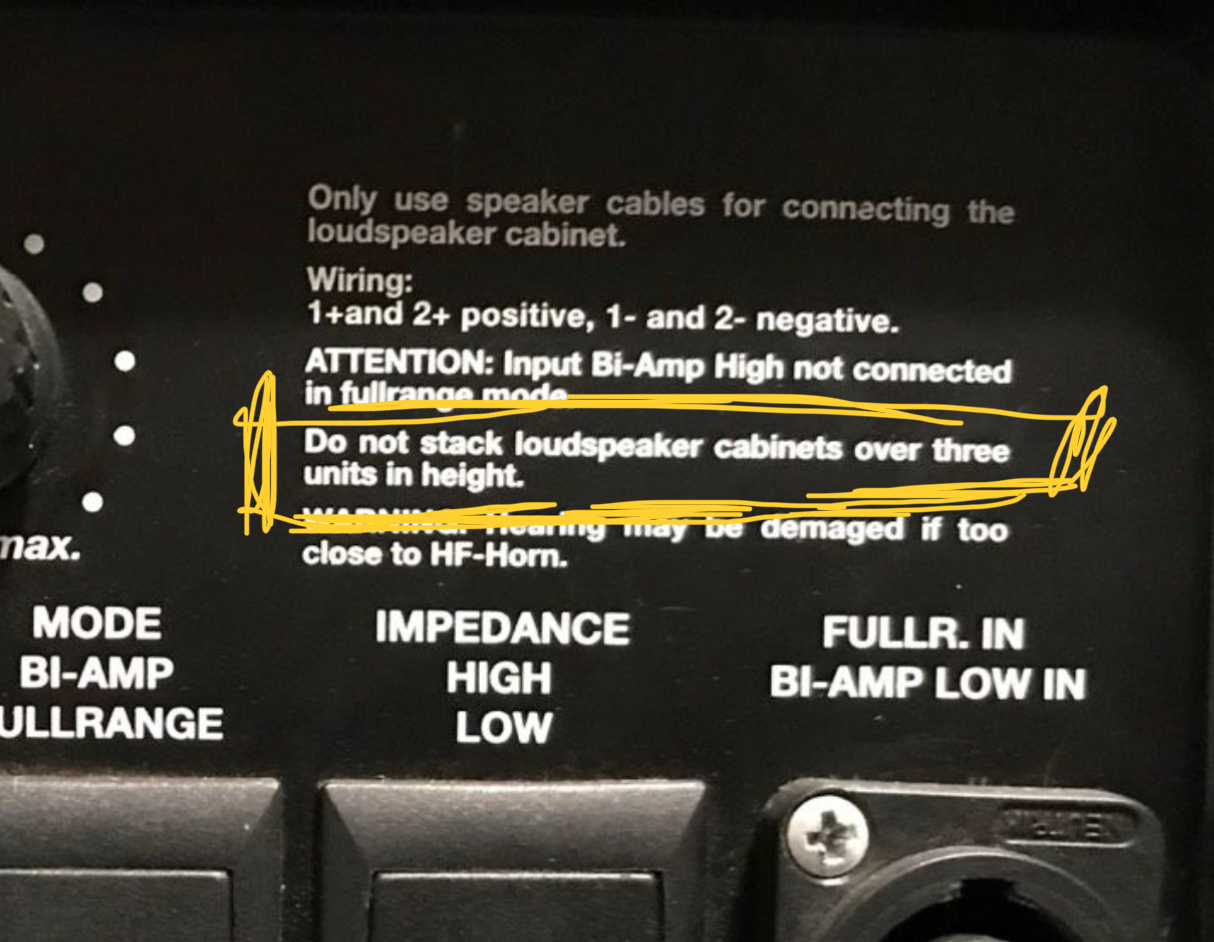 Only use speaker cables for connecting the
loudspeaker cabinet.
Wiring:
1+and 2+ positive, 1- and 2- negative.
ATTENTION: Input Bi-Amp High not connected
in fullrange mode
Do not stack loudspeaker cabinets over three
units in height.
WARNING: Hearing may be demaged if too
close to HF-Horn.
max.
MODE
BI-AMP
ULLRANGE
IMPEDANCE
HIGH
LOW
FULLR. IN
BI-AMP LOW IN
NEUTRIK